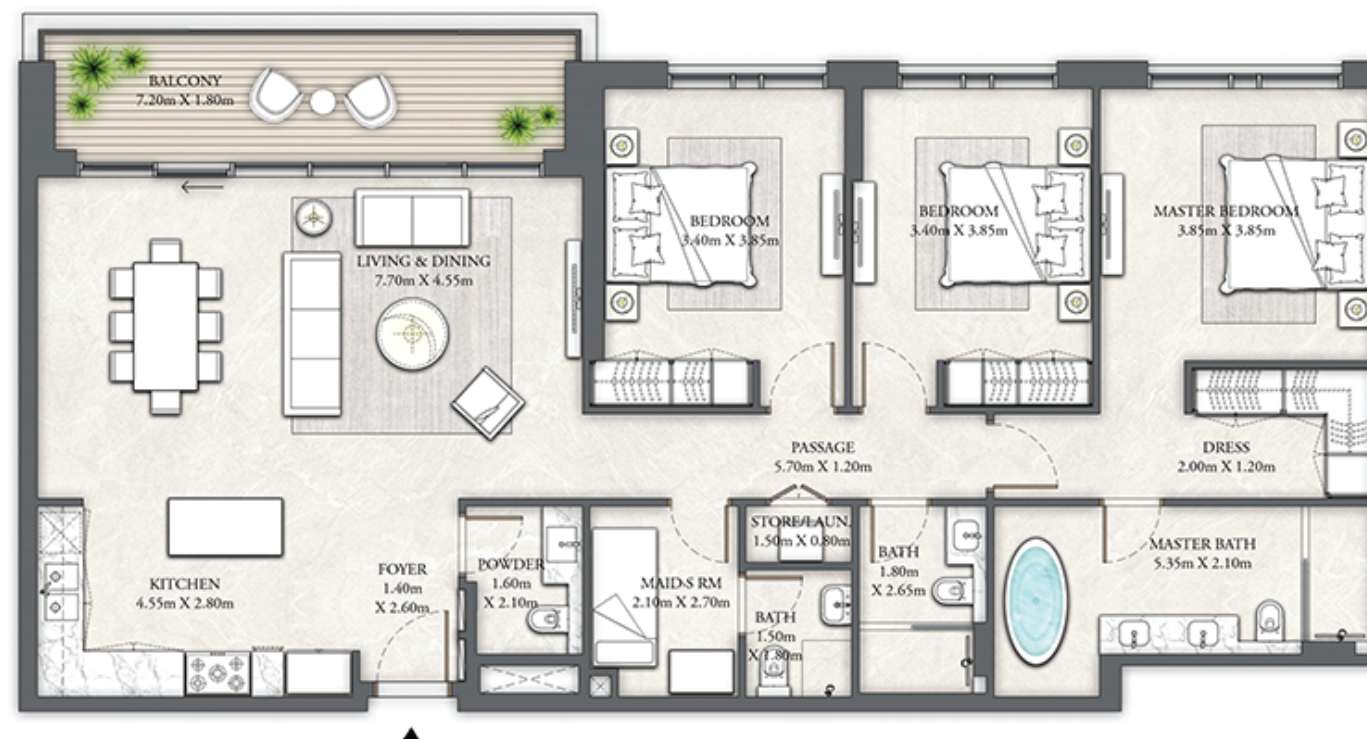 BALCONY
7.20m X 1.80m
BEDROOM
3.40m X 3.85m
BEDROOM
3.40m X 3.85m
MASTER BEDROOM
3.85m X 3.85m
LIVING & DINING
7.70m X 4.55m
PASSAGE
5.70m X 1.20m
DRESS
2.00m X 1.20m
KITCHEN
4.55m X 2.80m
FOYER
1.40m
X 2.60m
POWDER
1.60m
X 2.10m
MAID-S RM
2.10m X 2.70m
STORE/LAUN.
1.50m X 0.80m
BATH
1.50m
X 1.80m
BATH
1.80m
X 2.65m
MASTER BATH
5.35m X 2.10m